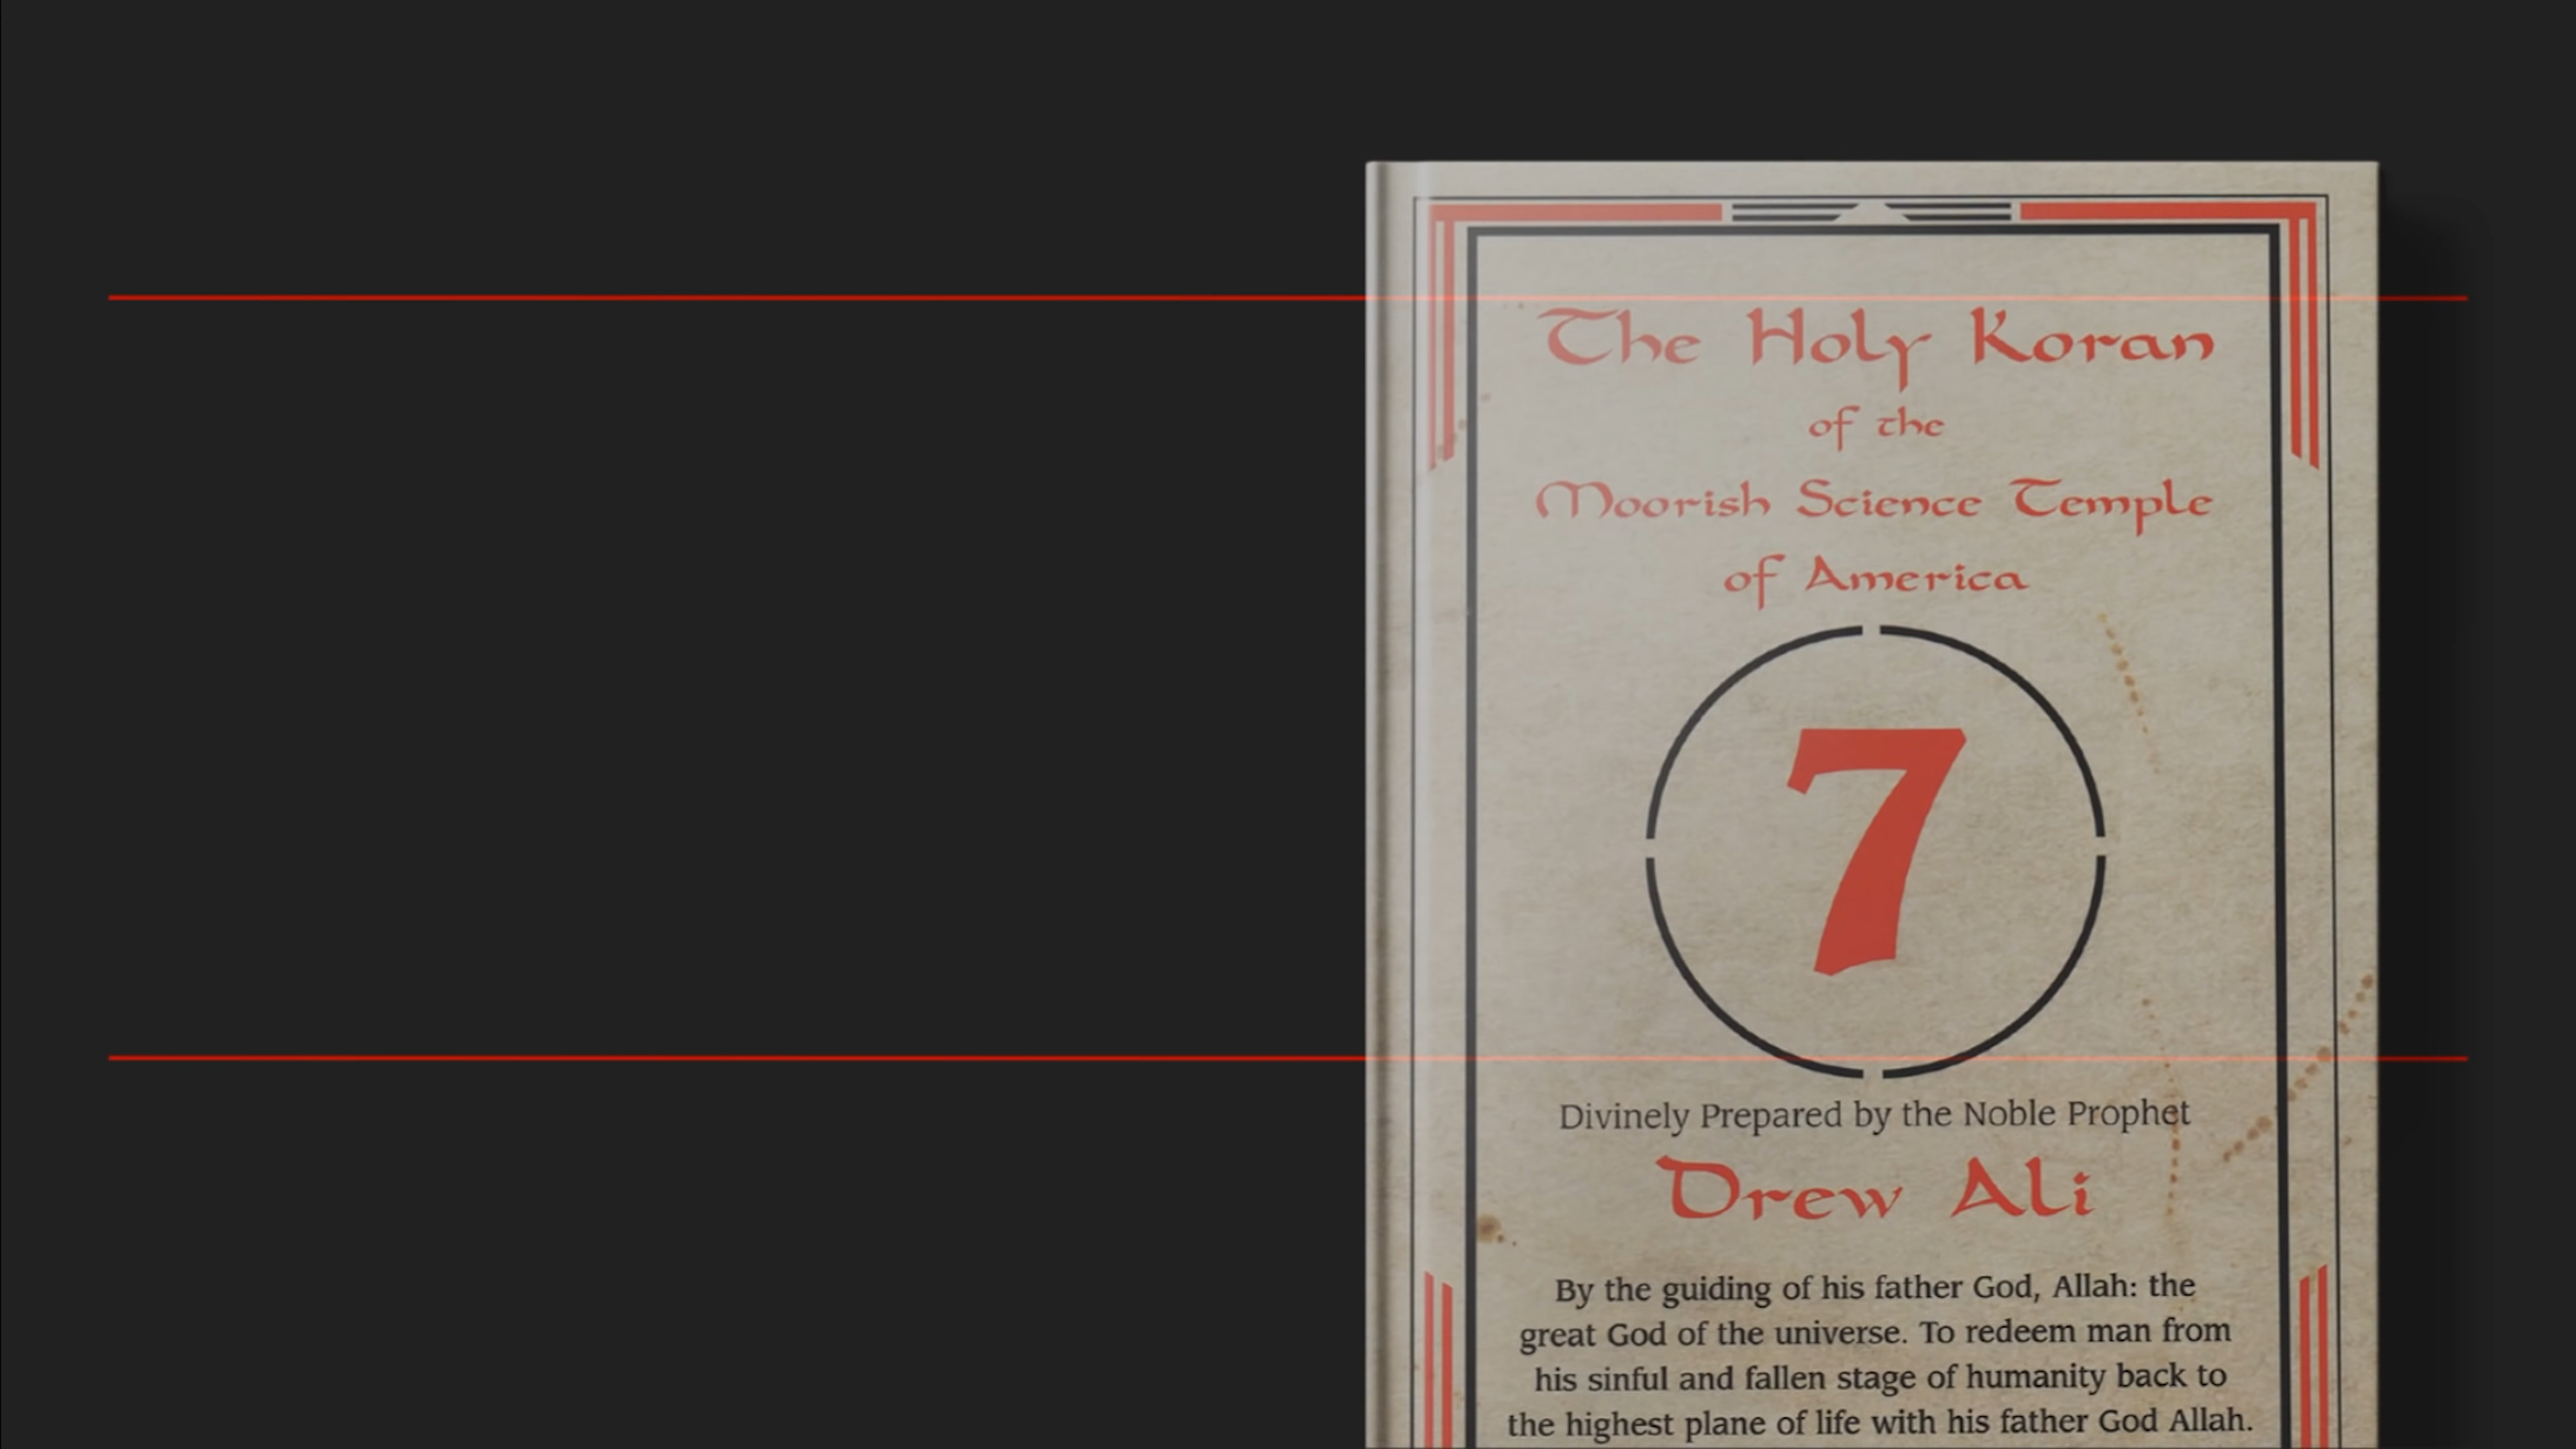 The Holy Koran
of the
Moorish Science Temple
of America
7
Divinely Prepared by the Noble Prophet
Drew Ali
By the guiding of his father God, Allah: the
great God of the universe. To redeem man from
his sinful and fallen stage of humanity back to
the highest plane of life with his father God Allah.